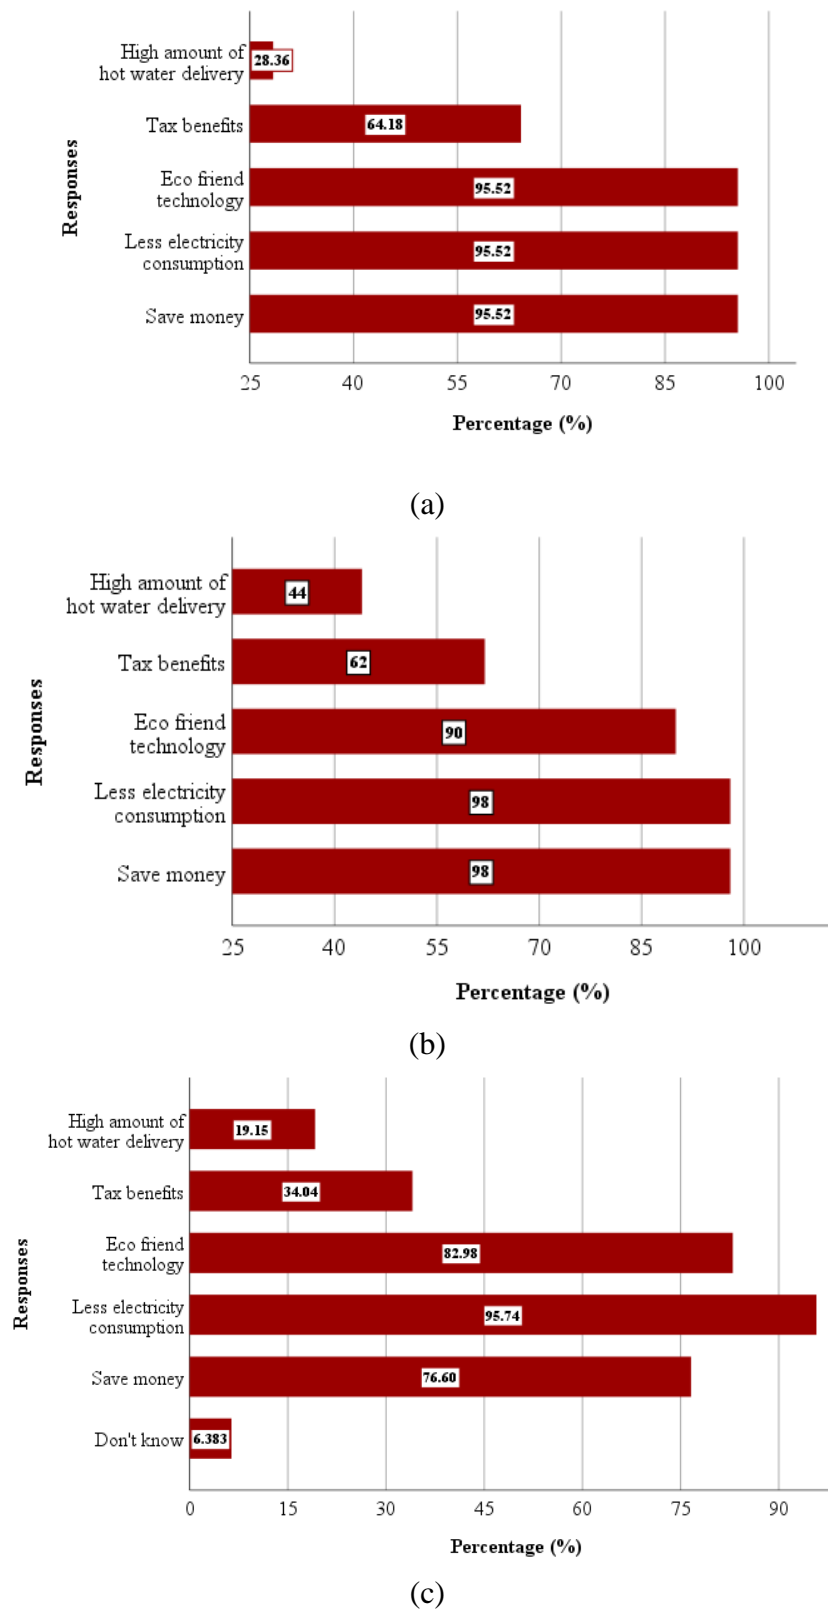 High amount of
hot water delivery
28.36
Tax benefits
64.18
Eco friend
technology
95.52
Less electricity
consumption
95.52
Save money
95.52
Responses
25 40 55 70 85 100
Percentage (%)
(a)
High amount of
hot water delivery
44
Tax benefits
62
Eco friend
technology
90
Less electricity
consumption
98
Save money
98
Responses
25 40 55 70 85 100
Percentage (%)
(b)
High amount of
hot water delivery
19.15
Tax benefits
34.04
Eco friend
technology
82.98
Less electricity
consumption
95.74
Save money
76.60
Don't know
6.383
Responses
0 15 30 45 60 75 90
Percentage (%)
(c)